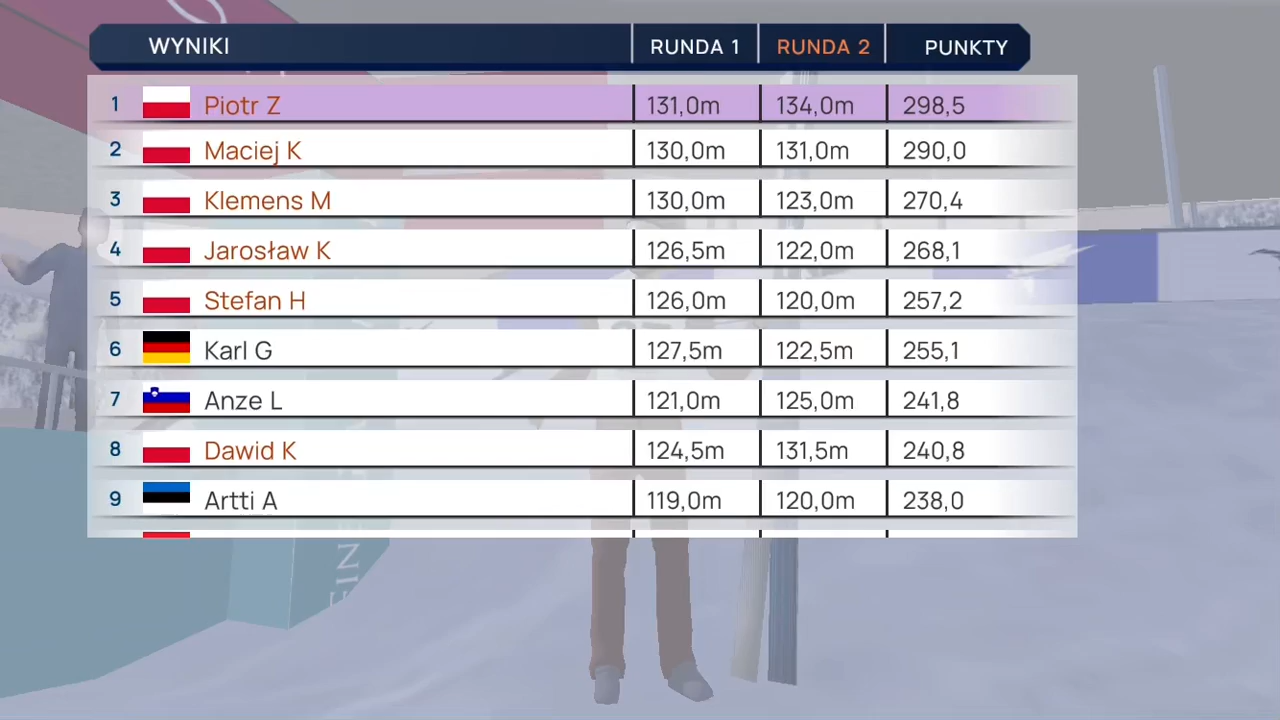 WYNIKI RUNDA 1 RUNDA 2 PUNKTY
1 Piotr Z 131,0m 134,0m 298,5
2 Maciej K 130,0m 131,0m 290,0
3 Klemens M 130,0m 123,0m 270,4
4 Jarosław K 126,5m 122,0m 268,1
5 Stefan H 126,0m 120,0m 257,2
6 Karl G 127,5m 122,5m 255,1
7 Anze L 121,0m 125,0m 241,8
8 Dawid K 124,5m 131,5m 240,8
9 Artti A 119,0m 120,0m 238,0